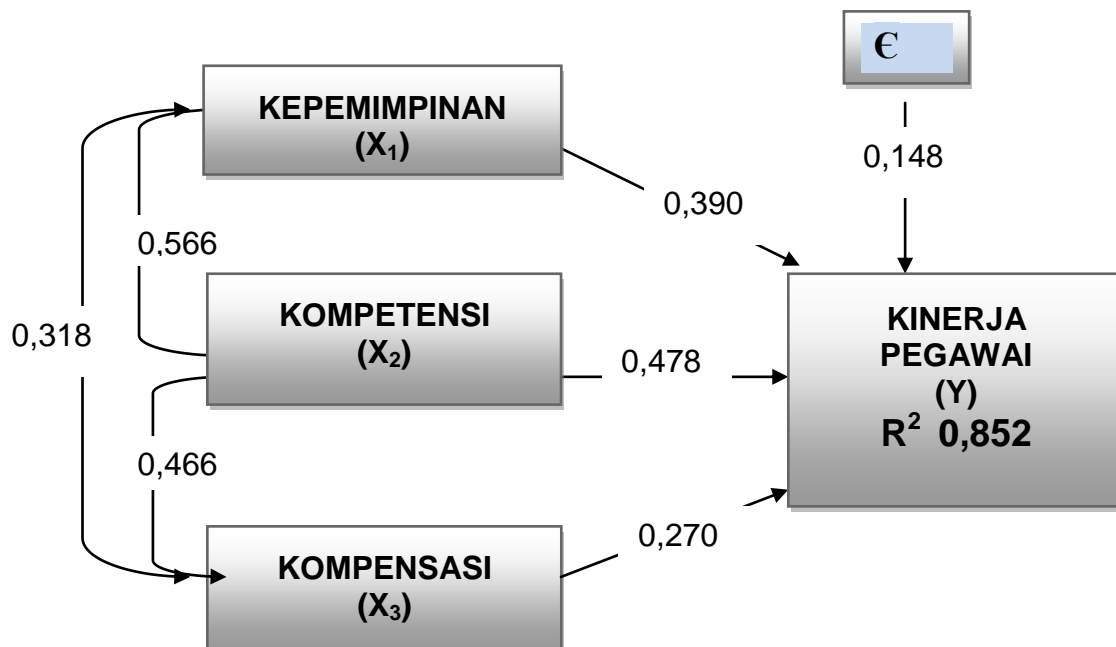 Є
KEPEMIMPINAN
(X₁)
0,148
0,390
0,566
KOMPETENSI
(X₂)
0,318
0,478
KINERJA
PEGAWAI
(Y)
R² 0,852
0,466
0,270
KOMPENSASI
(X₃)